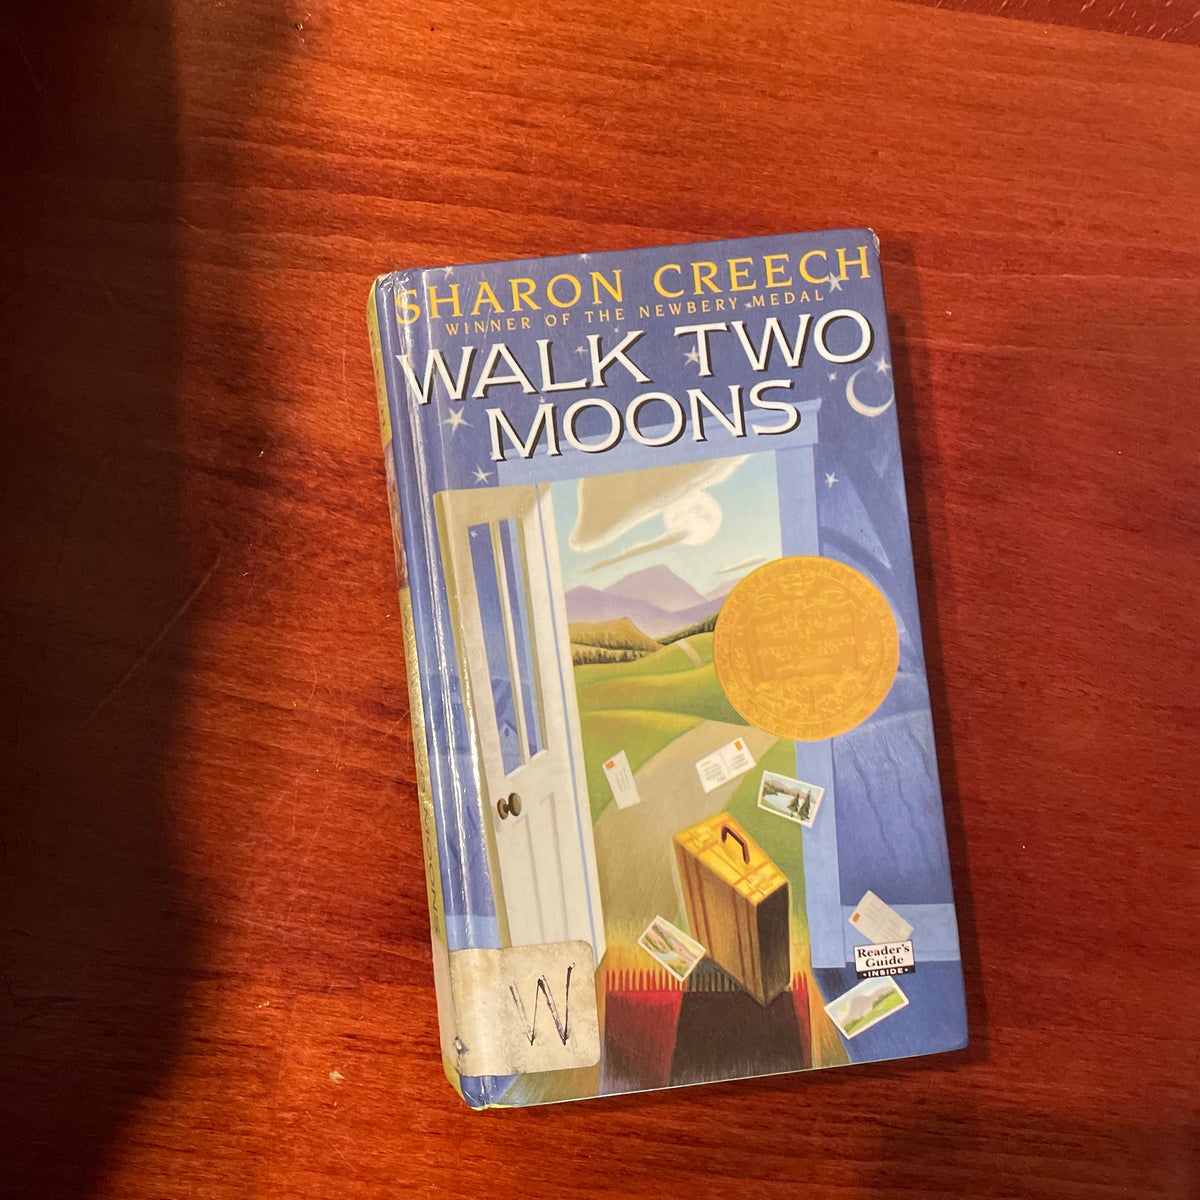 SHARON CREECH
WINNER OF THE NEWBERY MEDAL
WALK TWO
MOONS
Reader's
Guide
•INSIDE•
W